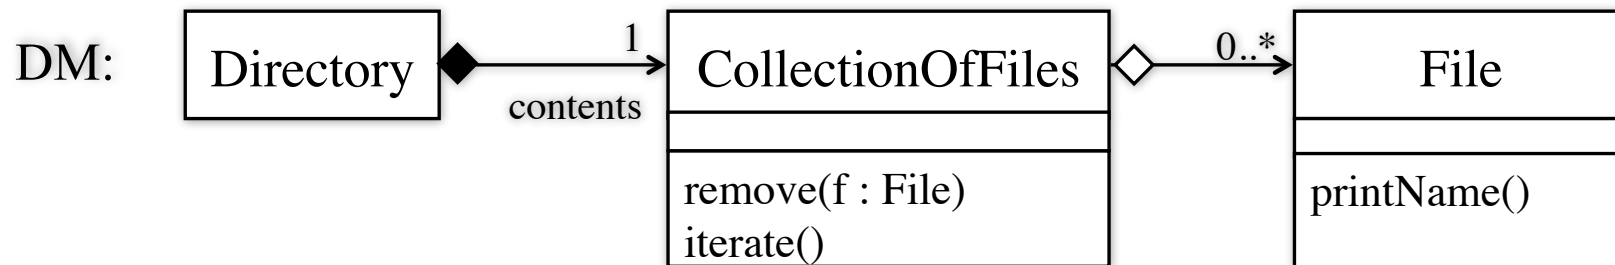 DM:
Directory
1
contents
CollectionOfFiles
remove(f : File)
iterate()
0..*
File
printName()